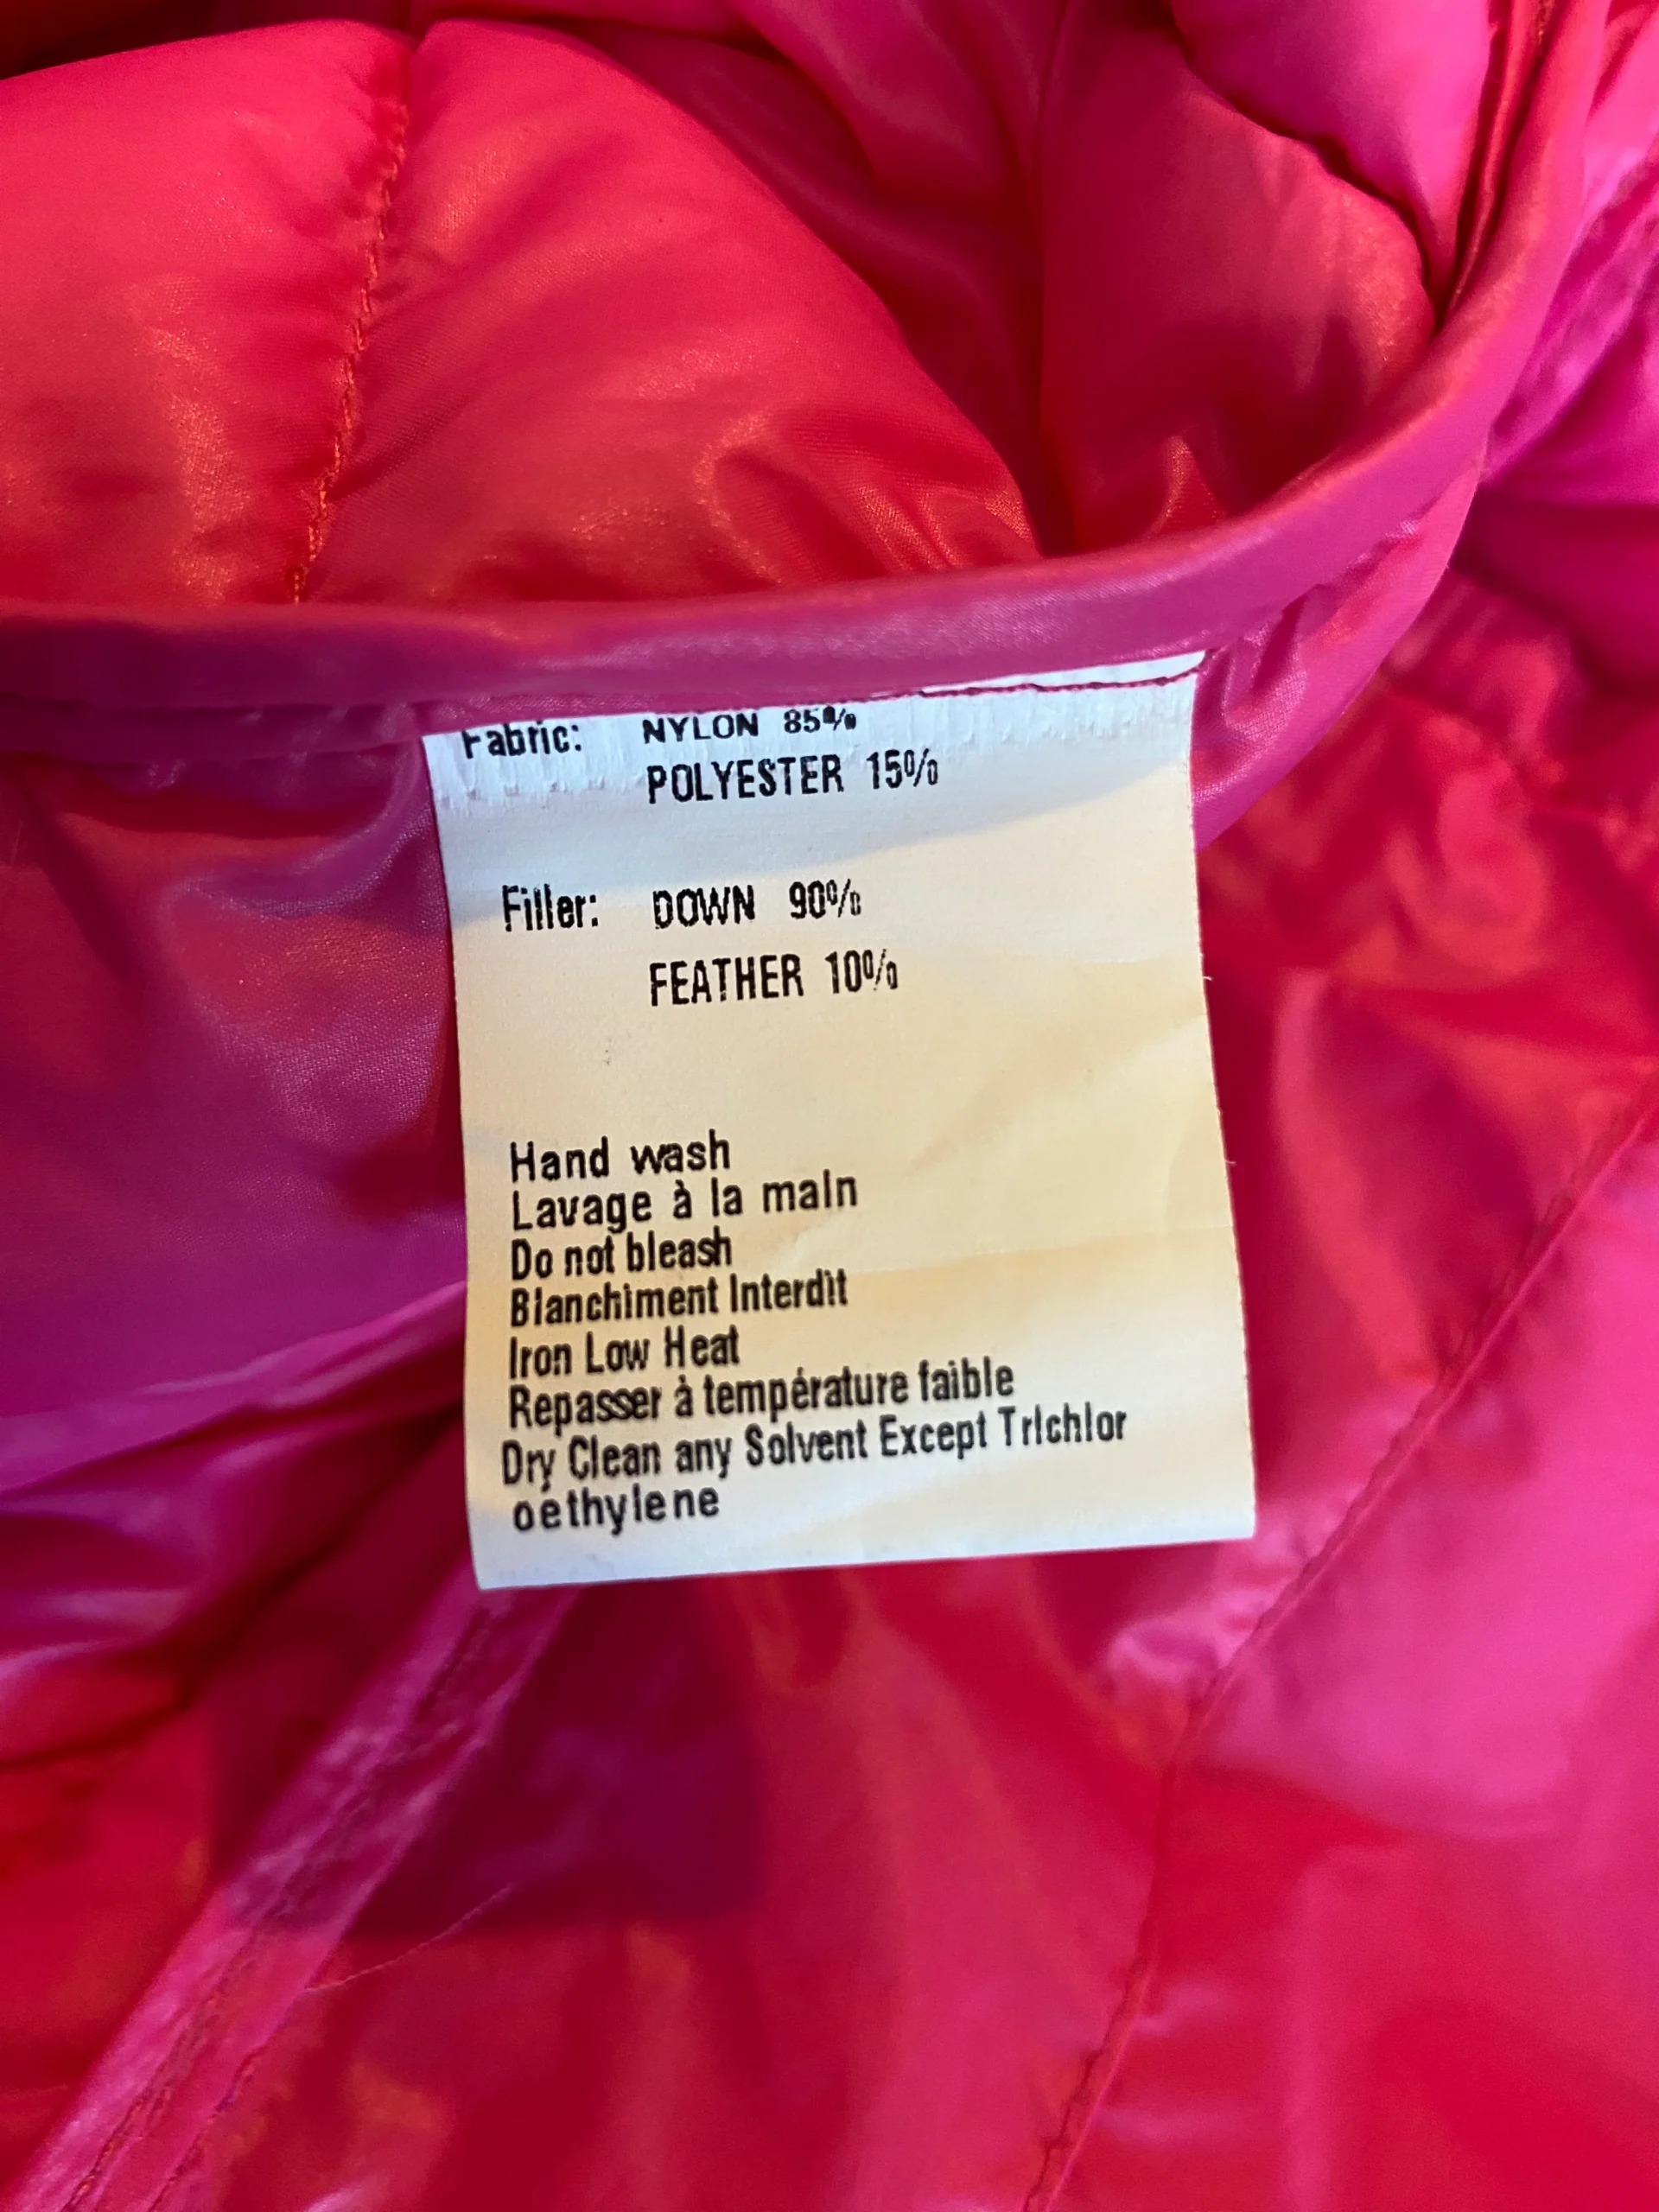 Fabric: NYLON 85%
POLYESTER 15%
Filler: DOWN 90%
FEATHER 10%
Hand wash
Lavage à la main
Do not bleash
Blanchiment Interdit
Iron Low Heat
Repasser à température faible
Dry Clean any Solvent Except Trichlor
oethylene